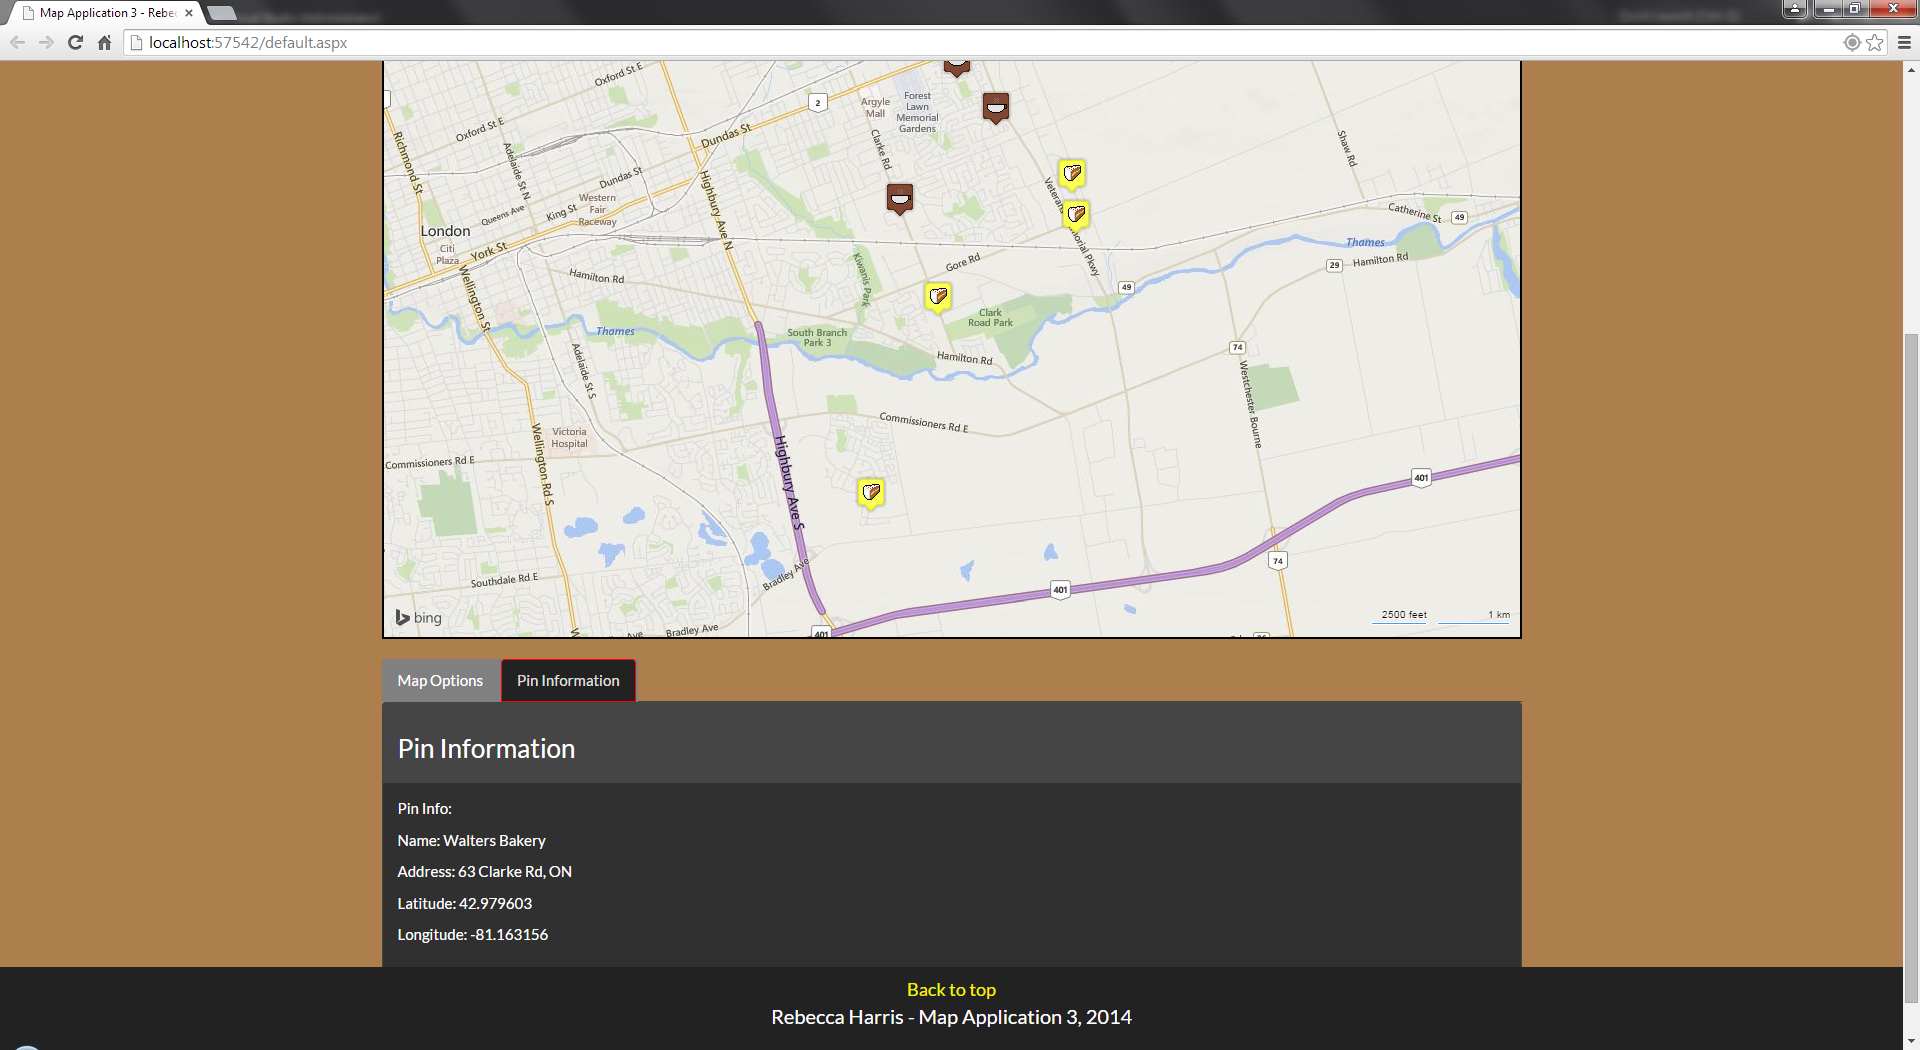 Map Application 3 - Rebe
localhost:57542/default.aspx
Oxford St E
2
Argyle
Mall
Forest
Lawn
Memorial
Gardens
Oxford St E
Dundas St
Richmond St
Adelaide St N
Clarke Rd
Shaw Rd
Dundas St
Highbury Ave N
Western
Fair
Raceway
King St
Queens Ave
Veterans Memorial Pkwy
Catherine St
49
London
Citi
Plaza
York St
Thames
Hamilton Rd
29
Gore Rd
Kiwanis Park
Hamilton Rd
49
Wellington St
Clark
Road Park
Thames
South Branch
Park 3
74
Hamilton Rd
Adelaide St S
Westchester Bourne
Commissioners Rd E
Victoria
Hospital
Wellington Rd S
Highbury Ave S
Commissioners Rd E
401
74
Southdale Rd E
Bradley Ave
401
bing
2500 feet
1 km
Bradley Ave
401
Map Options
Pin Information
Pin Information
Pin Info:
Name: Walters Bakery
Address: 63 Clarke Rd, ON
Latitude: 42.979603
Longitude: -81.163156
Back to top
Rebecca Harris - Map Application 3, 2014